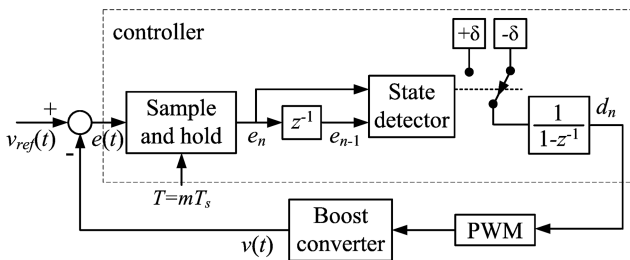 controller
+δ
-δ
+
v_ref(t)
-
e(t)
Sample
and hold
e_n
z^-1
e_n-1
State
detector
1
1-z^-1
d_n
T=mT_s
v(t)
Boost
converter
PWM